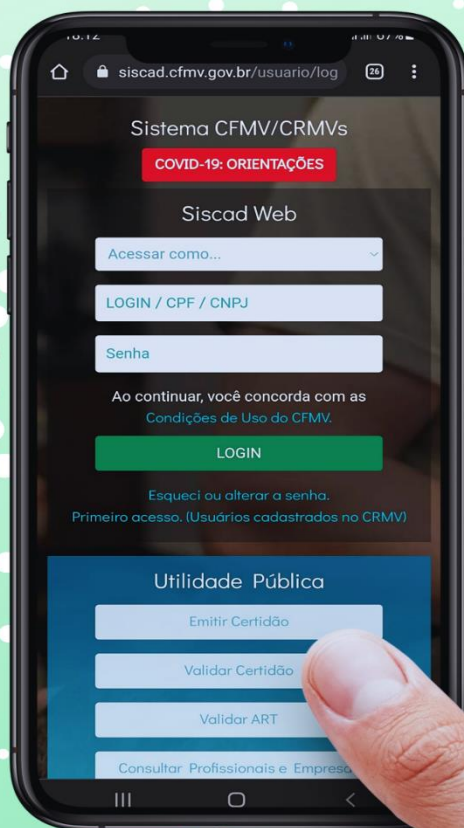 siscad.cfmv.gov.br/usuario/log
26
Sistema CFMV/CRMVs
COVID-19: ORIENTAÇÕES
Siscad Web
Acessar como...
LOGIN / CPF / CNPJ
Senha
Ao continuar, você concorda com as
Condições de Uso do CFMV.
LOGIN
Esqueci ou alterar a senha.
Primeiro acesso. (Usuários cadastrados no CRMV)
Utilidade Pública
Emitir Certidão
Validar Certidão
Validar ART
Consultar Profissionais e Empresa